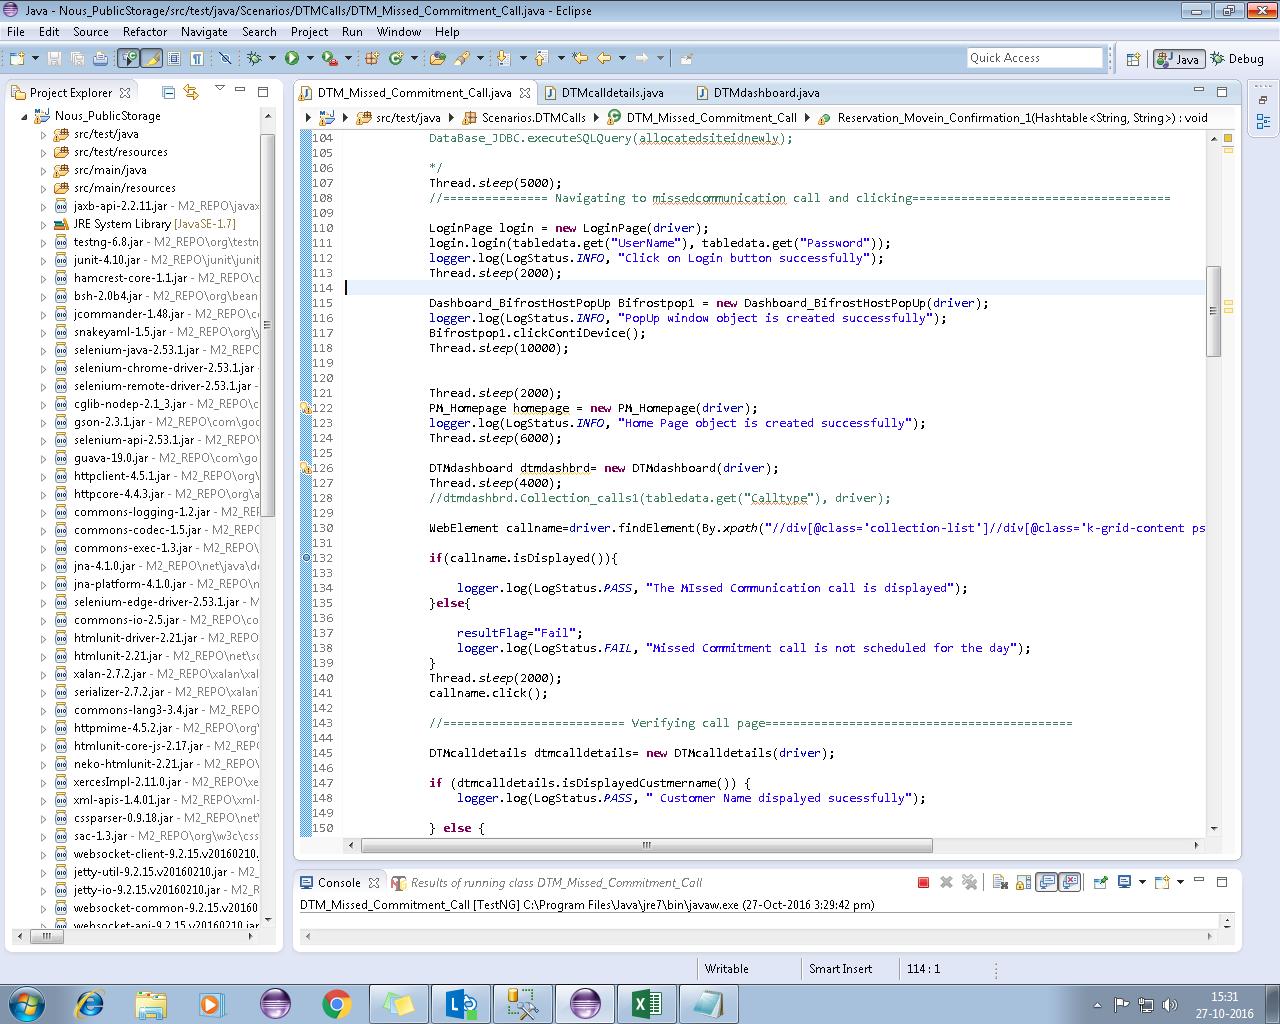 Java - Nous_PublicStorage/src/test/java/Scenarios/DTMCalls/DTM_Missed_Commitment_Call.java - Eclipse
File Edit Source Refactor Navigate Search Project Run Window Help
Quick Access
Java
Debug
Project Explorer
Nous_PublicStorage
src/test/java
src/test/resources
src/main/java
src/main/resources
jaxb-api-2.2.11.jar - M2_REPO\javax
JRE System Library [JavaSE-1.7]
testng-6.8.jar - M2_REPO\org\testn
junit-4.10.jar - M2_REPO\junit\junit
hamcrest-core-1.1.jar - M2_REPO\c
bsh-2.0b4.jar - M2_REPO\org\bean
jcommander-1.48.jar - M2_REPO\co
snakeyaml-1.5.jar - M2_REPO\org\
selenium-java-2.53.1.jar - M2_REPO
selenium-chrome-driver-2.53.1.jar
selenium-remote-driver-2.53.1.jar
cglib-nodep-2.1_3.jar - M2_REPO\c
gson-2.3.1.jar - M2_REPO\com\goo
selenium-api-2.53.1.jar - M2_REPO
guava-19.0.jar - M2_REPO\com\go
httpclient-4.5.1.jar - M2_REPO\org
httpcore-4.4.3.jar - M2_REPO\org\a
commons-logging-1.2.jar - M2_REP
commons-codec-1.5.jar - M2_REPO
commons-exec-1.3.jar - M2_REPO\
jna-4.1.0.jar - M2_REPO\net\java\de
jna-platform-4.1.0.jar - M2_REPO\n
selenium-edge-driver-2.53.1.jar - M
commons-io-2.5.jar - M2_REPO\co
htmlunit-driver-2.21.jar - M2_REPO
htmlunit-2.21.jar - M2_REPO\net\sc
xalan-2.7.2.jar - M2_REPO\xalan\xal
serializer-2.7.2.jar - M2_REPO\xalan'
commons-lang3-3.4.jar - M2_REPO
httpmime-4.5.2.jar - M2_REPO\org
htmlunit-core-js-2.17.jar - M2_REPO
neko-htmlunit-2.21.jar - M2_REPO\
xercesImpl-2.11.0.jar - M2_REPO\xe
xml-apis-1.4.01.jar - M2_REPO\xml-
cssparser-0.9.18.jar - M2_REPO\net'
sac-1.3.jar - M2_REPO\org\w3c\css
websocket-client-9.2.15.v20160210.
jetty-util-9.2.15.v20160210.jar - M2
jetty-io-9.2.15.v20160210.jar - M2_
websocket-common-9.2.15.v20160
websocket-api-9.2.15.v20160210.jar
DTM_Missed_Commitment_Call.java
DTMcalldetails.java
DTMdashboard.java
src/test/java Scenarios.DTMCalls DTM_Missed_Commitment_Call Reservation_Movein_Confirmation_1(Hashtable<String, String>) : void
104 DataBase_JDBC.executeSQLQuery(allocatedsiteidnewly);
105
106 */
107 Thread.sleep(5000);
108 //=============== Navigating to missedcommunication call and clicking=====================================
109
110 LoginPage login = new LoginPage(driver);
111 login.login(tabledata.get("UserName"), tabledata.get("Password"));
112 logger.log(LogStatus.INFO, "Click on Login button successfully");
113 Thread.sleep(2000);
114
115 Dashboard_BifrostHostPopUp Bifrostpop1 = new Dashboard_BifrostHostPopUp(driver);
116 logger.log(LogStatus.INFO, "PopUp window object is created successfully");
117 Bifrostpop1.clickContiDevice();
118 Thread.sleep(10000);
119
120
121 Thread.sleep(2000);
122 PM_Homepage homepage = new PM_Homepage(driver);
123 logger.log(LogStatus.INFO, "Home Page object is created successfully");
124 Thread.sleep(6000);
125
126 DTMdashboard dtmdashbrd= new DTMdashboard(driver);
127 Thread.sleep(4000);
128 //dtmdashbrd.Collection_calls1(tabledata.get("Calltype"), driver);
129
130 WebElement callname=driver.findElement(By.xpath("//div[@class='collection-list']//div[@class='k-grid-content ps
131
132 if(callname.isDisplayed()){
133
134 logger.log(LogStatus.PASS, "The MIssed Communication call is displayed");
135 }else{
136
137 resultFlag="Fail";
138 logger.log(LogStatus.FAIL, "Missed Commitment call is not scheduled for the day");
139 }
140 Thread.sleep(2000);
141 callname.click();
142
143 //========================== Verifying call page============================================
144
145 DTMcalldetails dtmcalldetails= new DTMcalldetails(driver);
146
147 if (dtmcalldetails.isDisplayedCustmername()) {
148 logger.log(LogStatus.PASS, " Customer Name dispalyed sucessfully");
149
150 } else {
Console
Results of running class DTM_Missed_Commitment_Call
DTM_Missed_Commitment_Call [TestNG] C:\Program Files\Java\jre7\bin\javaw.exe (27-Oct-2016 3:29:42 pm)
Writable
Smart Insert
114 : 1
15:31
27-10-2016